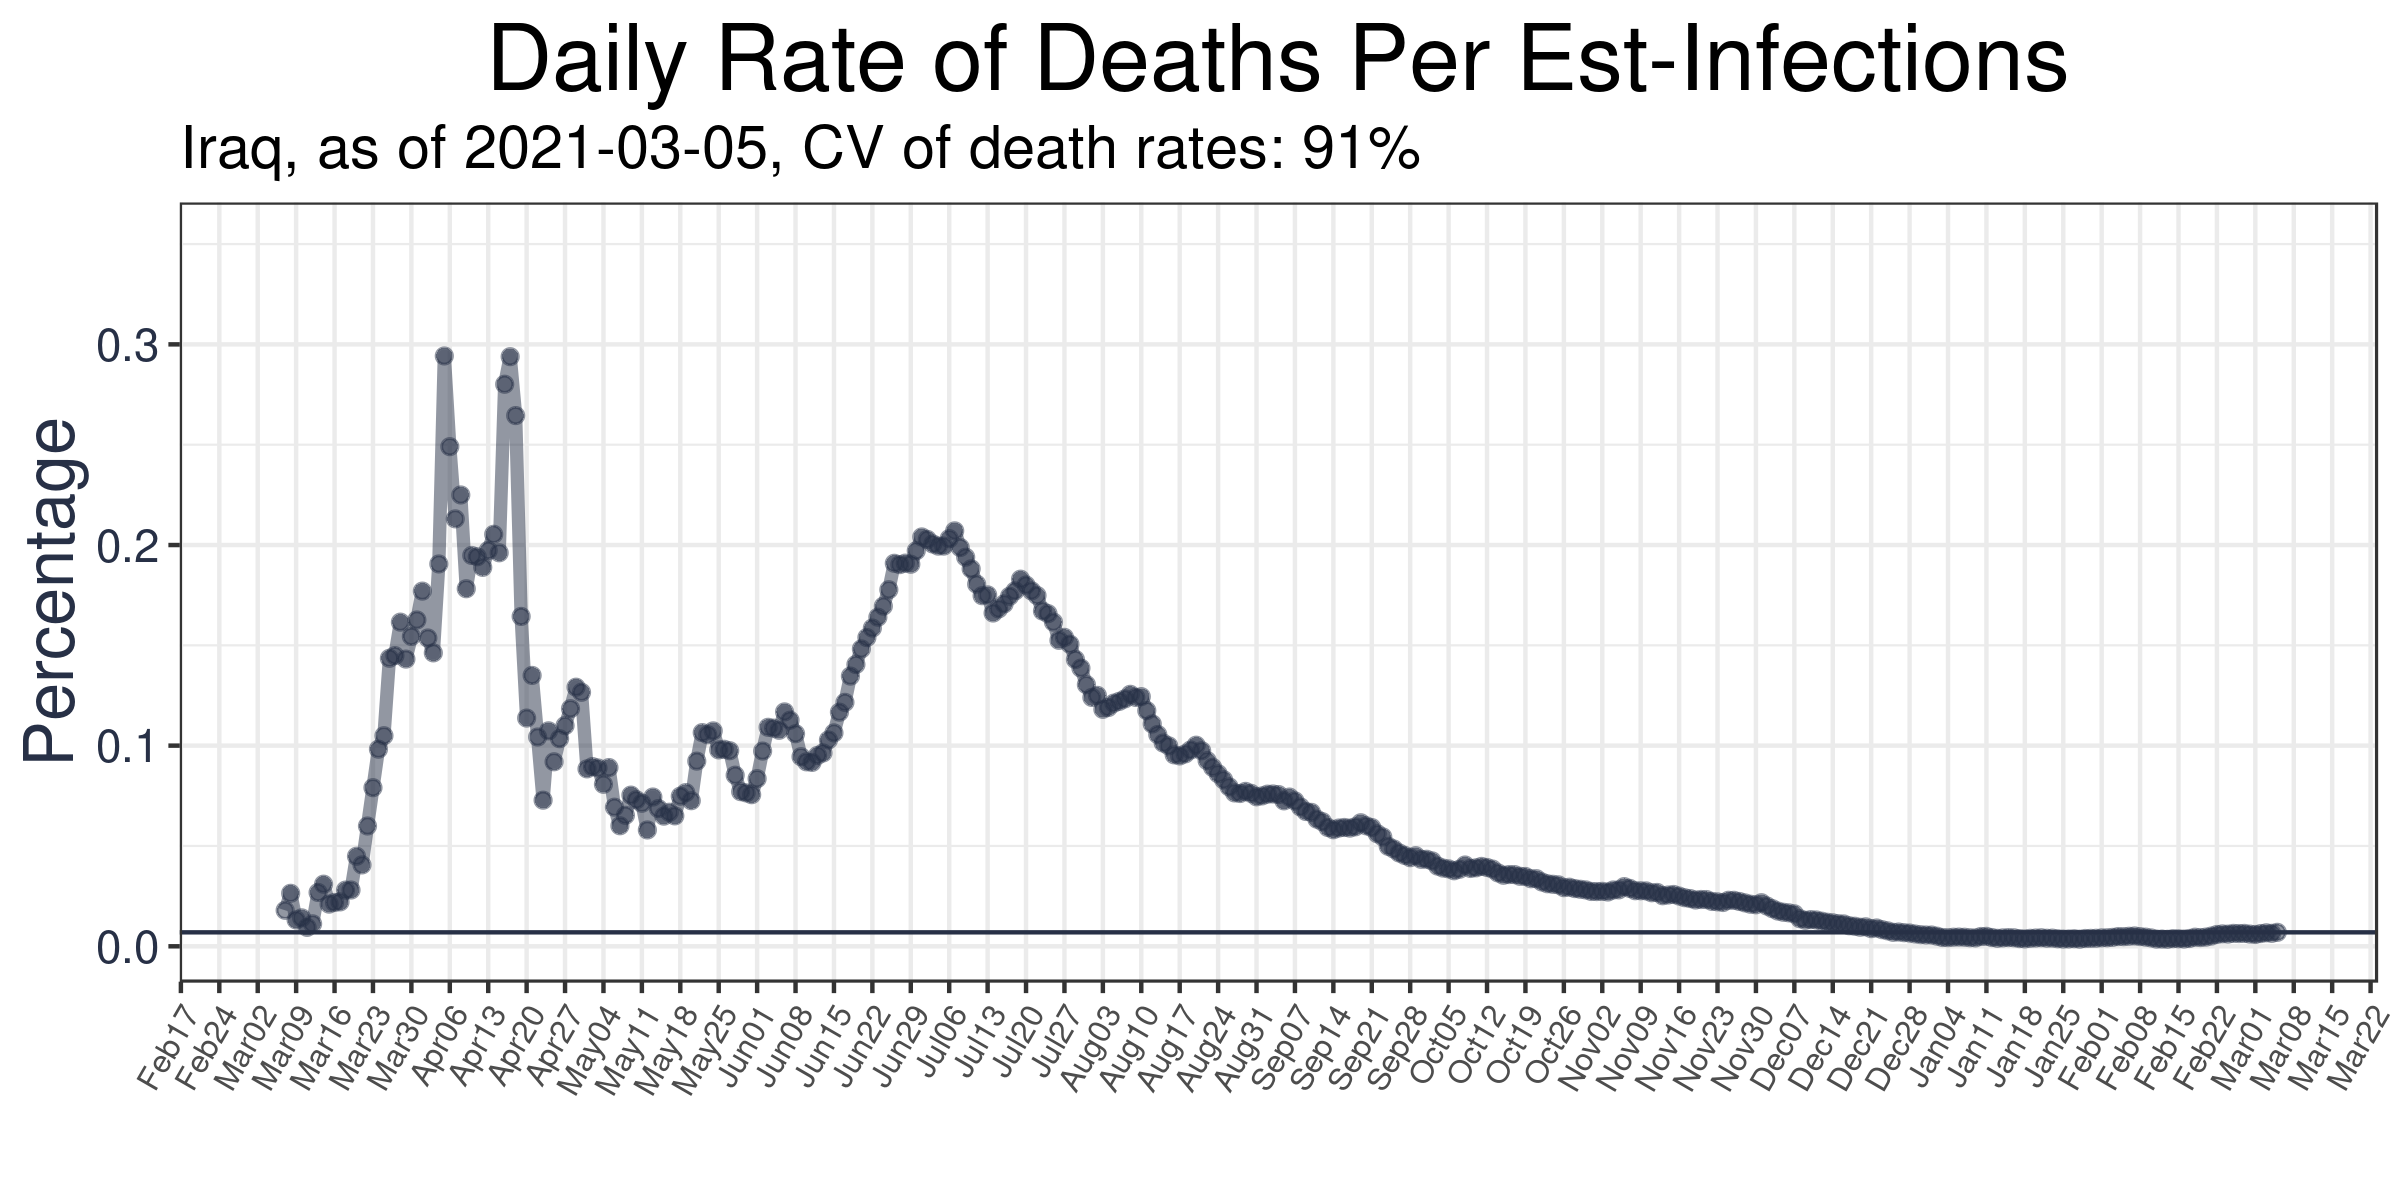 Daily Rate of Deaths Per Est-Infections
Iraq, as of 2021-03-05, CV of death rates: 91%
Percentage
0.3
0.2
0.1
0.0
Feb17
Feb24
Mar02
Mar09
Mar16
Mar23
Mar30
Apr06
Apr13
Apr20
Apr27
May04
May11
May18
May25
Jun01
Jun08
Jun15
Jun22
Jun29
Jul06
Jul13
Jul20
Jul27
Aug03
Aug10
Aug17
Aug24
Aug31
Sep07
Sep14
Sep21
Sep28
Oct05
Oct12
Oct19
Oct26
Nov02
Nov09
Nov16
Nov23
Nov30
Dec07
Dec14
Dec21
Dec28
Jan04
Jan11
Jan18
Jan25
Feb01
Feb08
Feb15
Feb22
Mar01
Mar08
Mar15
Mar22